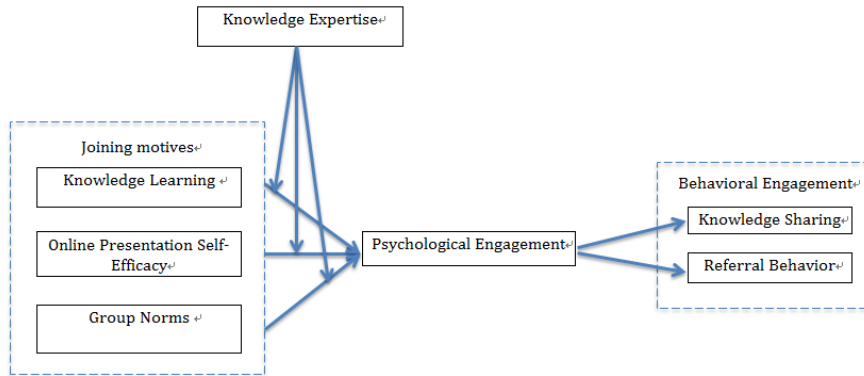 Knowledge Expertise↵
Joining motives↵
Knowledge Learning ↵
Online Presentation Self-
Efficacy↵
Group Norms ↵
Psychological Engagement↵
Behavioral Engagement↵
Knowledge Sharing↵
Referral Behavior↵